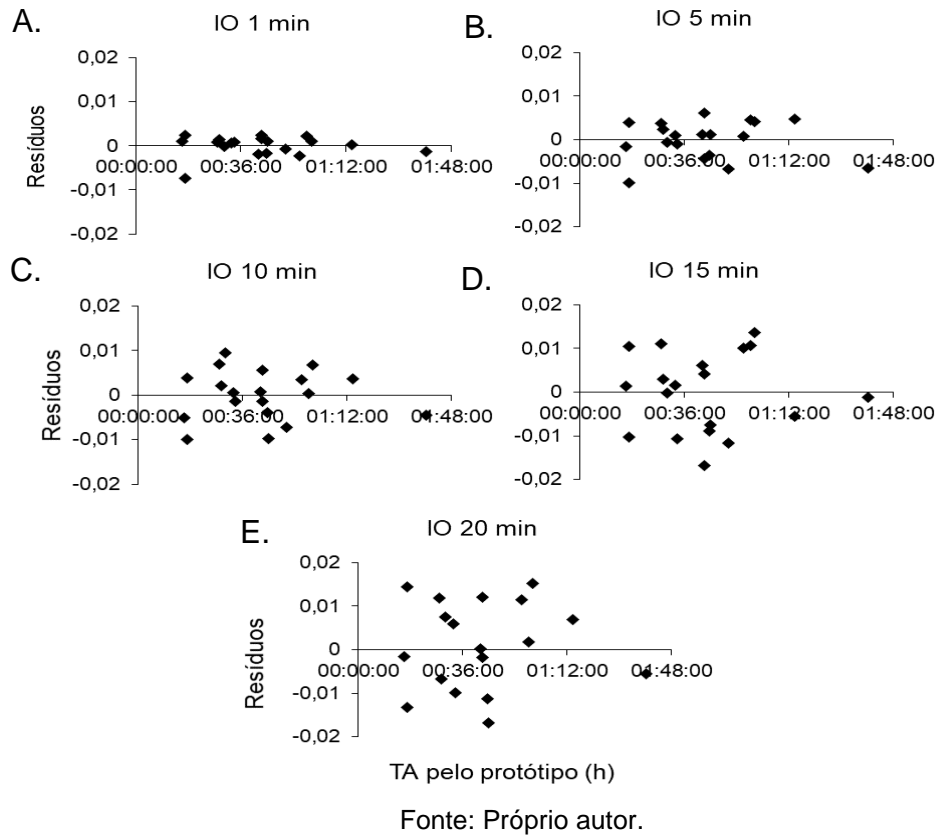 A.
IO 1 min
0,02
0,01
0
-0,01
-0,02
00:00:00 00:36:00 01:12:00 01:48:00
Resíduos
B.
IO 5 min
0,02
0,01
0
-0,01
-0,02
00:00:00 00:36:00 01:12:00 01:48:00
C.
IO 10 min
0,02
0,01
0
-0,01
-0,02
00:00:00 00:36:00 01:12:00 01:48:00
Resíduos
D.
IO 15 min
0,02
0,01
0
-0,01
-0,02
00:00:00 00:36:00 01:12:00 01:48:00
E.
IO 20 min
0,02
0,01
0
-0,01
-0,02
00:00:00 00:36:00 01:12:00 01:48:00
Resíduos
TA pelo protótipo (h)
Fonte: Próprio autor.